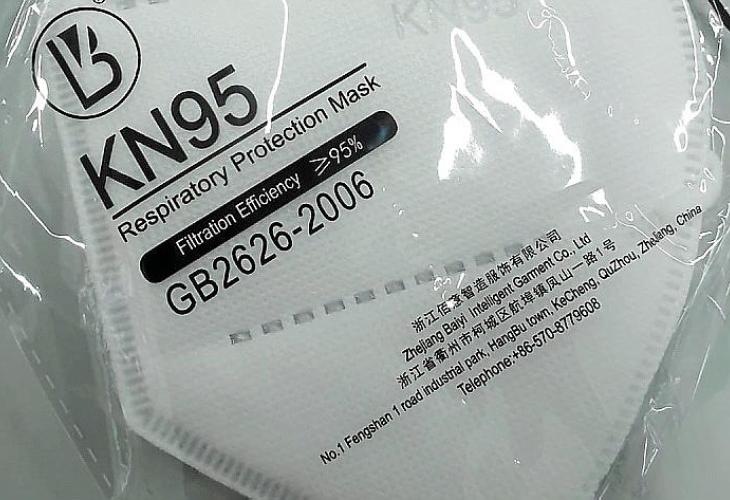 KN95
KN95
Respiratory Protection Mask
Filtration Efficiency ≥95%
GB2626-2006
浙江佰意智造服饰有限公司
Zhejiang Baiyi Intelligent Garment Co., Ltd
浙江省衢州市柯城区航埠镇凤山一路1号
No.1 Fengshan 1 road industrial park, HangBu town, KeCheng, QuZhou, Zhejiang, China
Telephone:+86-570-8779608